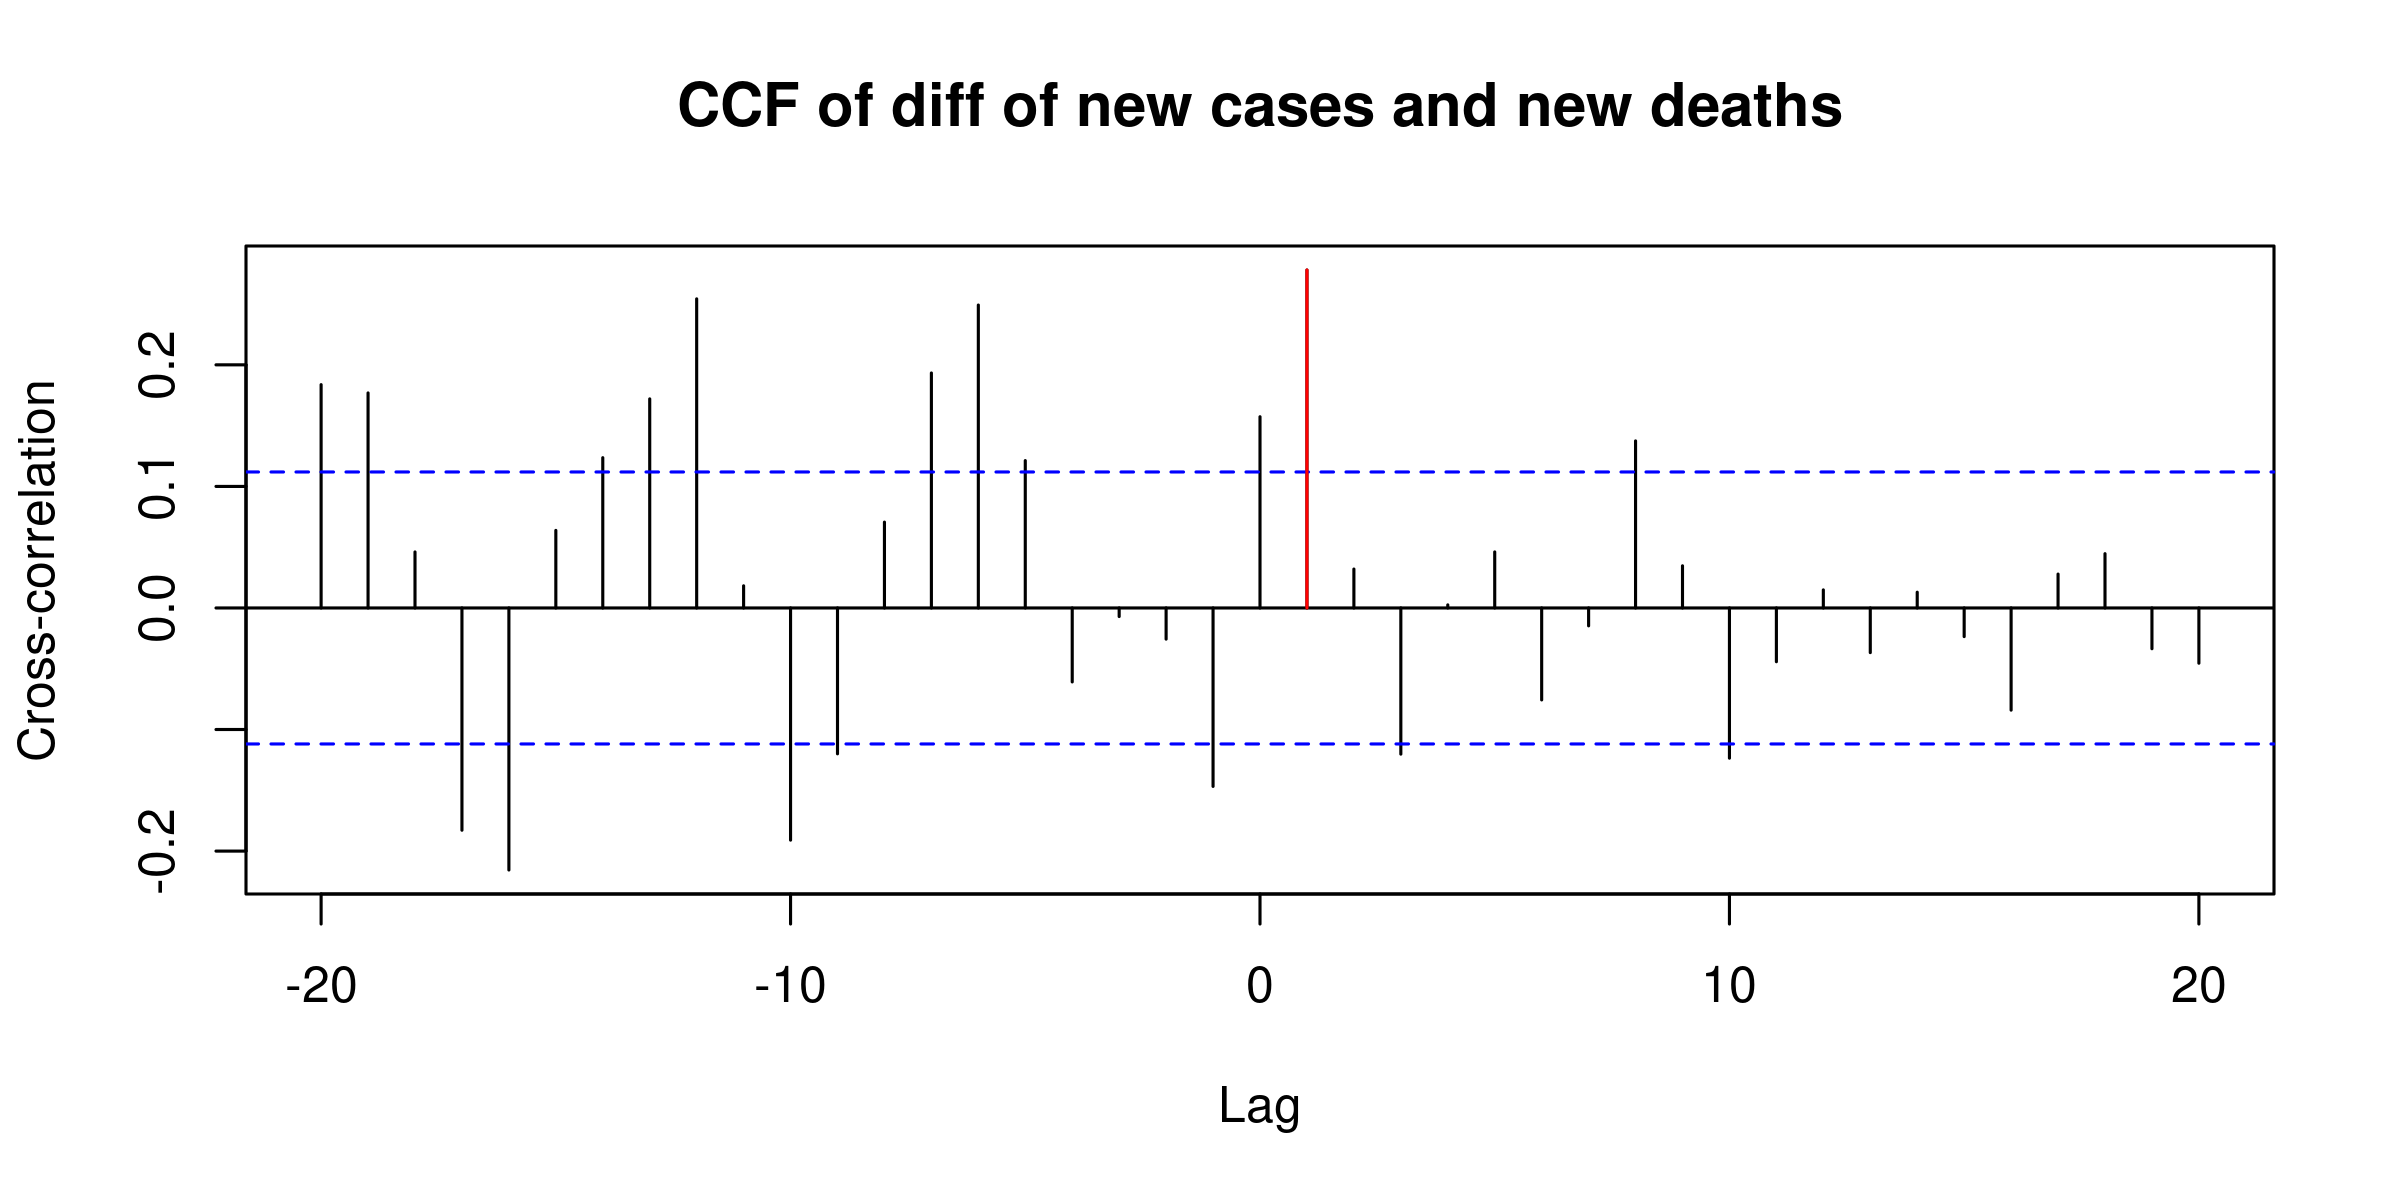 CCF of diff of new cases and new deaths
Cross-correlation
0.2
0.1
0.0
-0.2
-20 -10 0 10 20
Lag